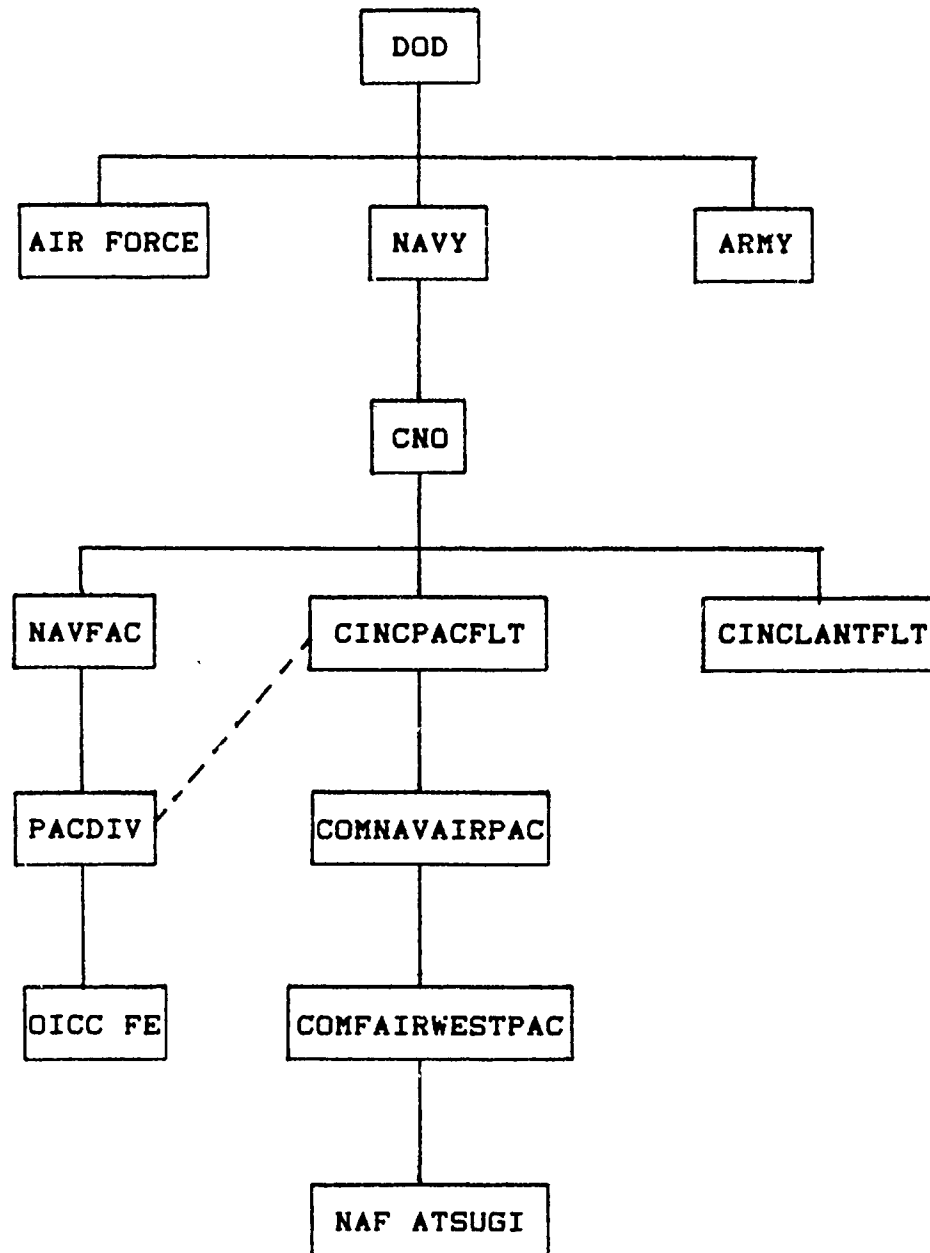 DOD
AIR FORCE
NAVY
ARMY
CNO
NAVFAC
CINCPACFLT
CINCLANTFLT
PACDIV
COMNAVAIRPAC
OICC FE
COMFAIRWESTPAC
NAF ATSUGI